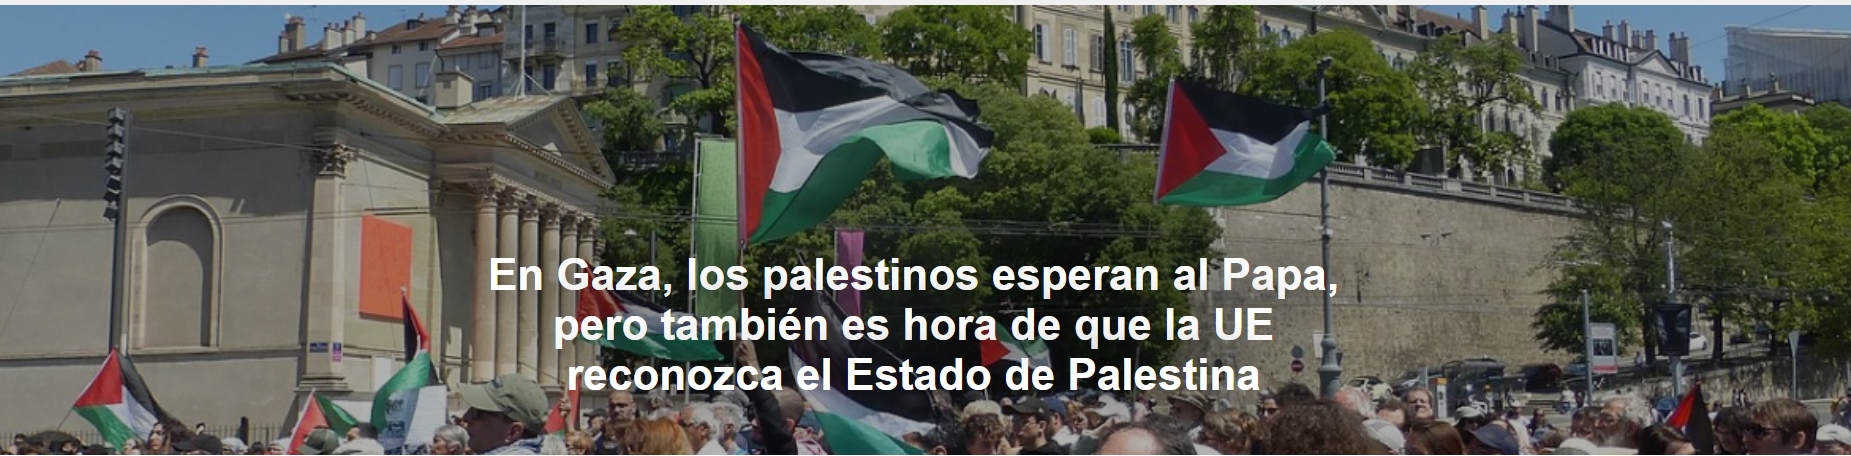 En Gaza, los palestinos esperan al Papa,
pero también es hora de que la UE
reconozca el Estado de Palestina